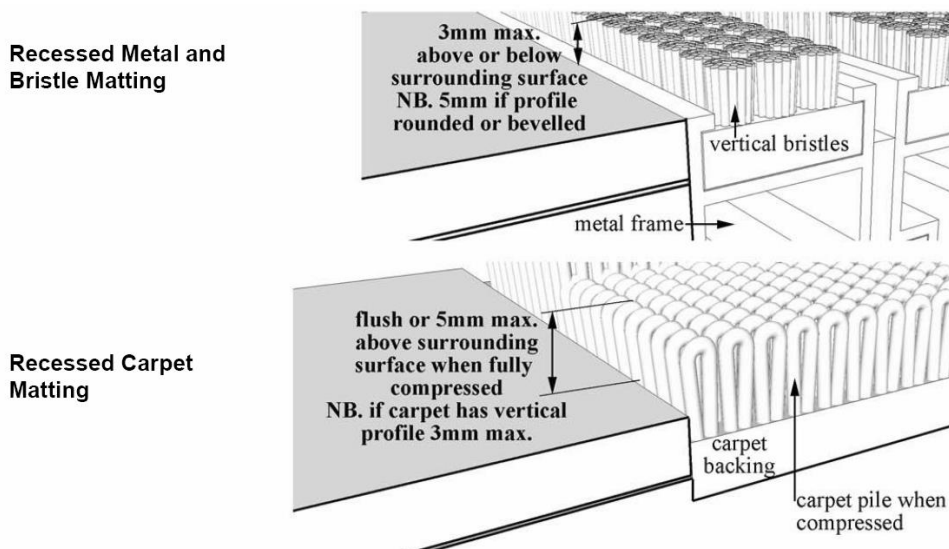 Recessed Metal and
Bristle Matting
3mm max.
above or below
surrounding surface
NB. 5mm if profile
rounded or bevelled
vertical bristles
metal frame
Recessed Carpet
Matting
flush or 5mm max.
above surrounding
surface when fully
compressed
NB. if carpet has vertical
profile 3mm max.
carpet
backing
carpet pile when
compressed